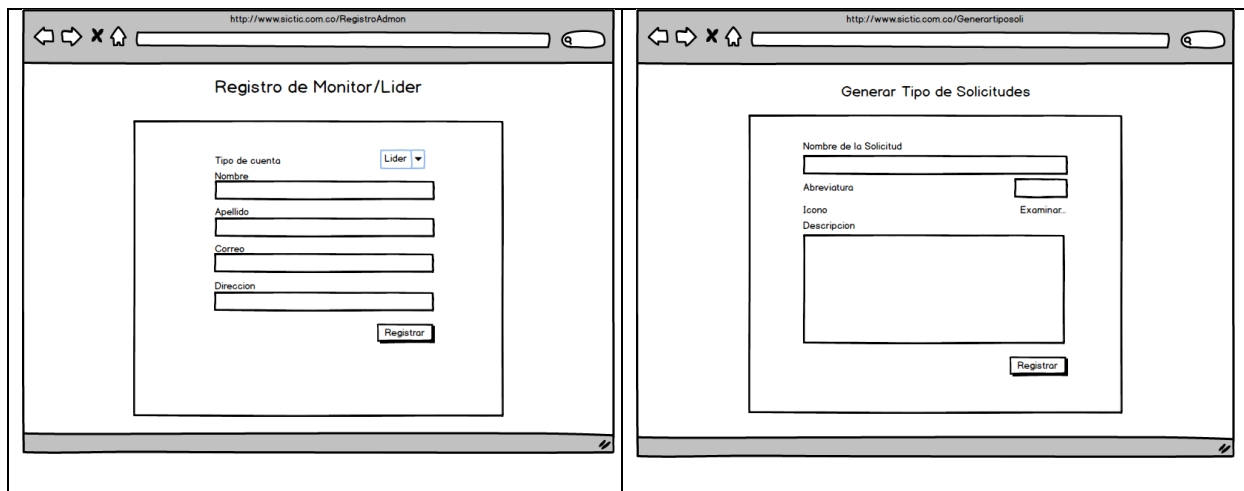 http://www.sictic.com.co/RegistroAdmon
Registro de Monitor/Lider
Tipo de cuenta
Lider
Nombre
Apellido
Correo
Direccion
Registrar
http://www.sictic.com.co/Generartiposoli
Generar Tipo de Solicitudes
Nombre de la Solicitud
Abreviatura
Icono
Examinar...
Descripcion
Registrar